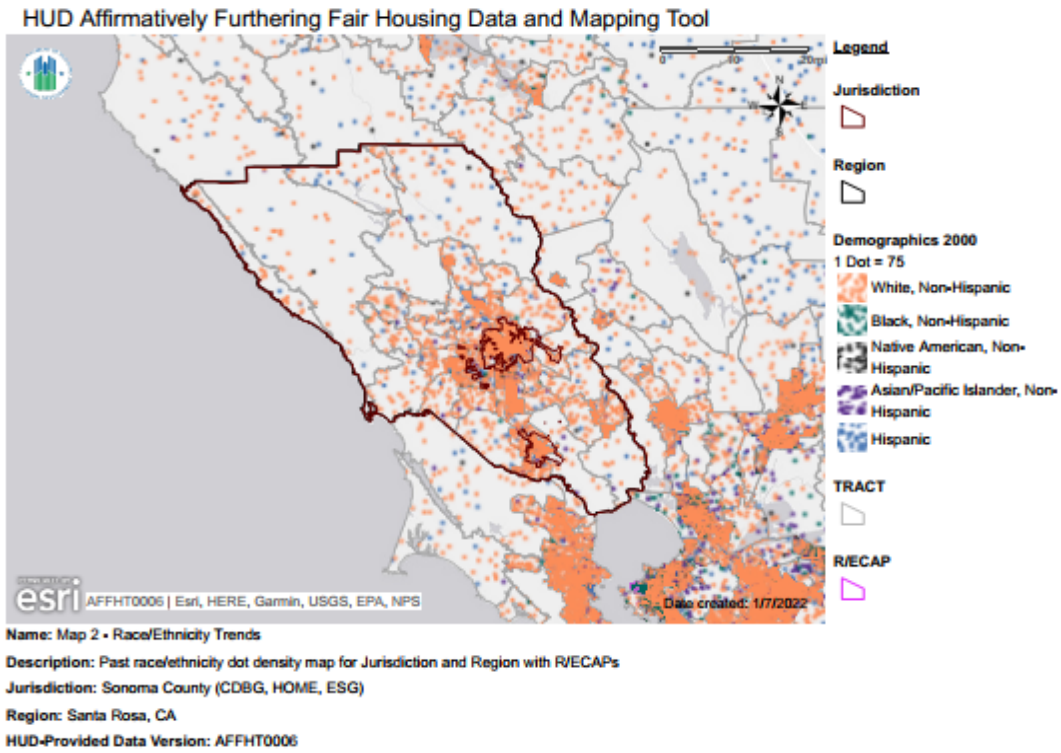 HUD Affirmatively Furthering Fair Housing Data and Mapping Tool
0 10 20mi
N
W E
S
Legend
Jurisdiction
Region
Demographics 2000
1 Dot = 75
White, Non-Hispanic
Black, Non-Hispanic
Native American, Non-
Hispanic
Asian/Pacific Islander, Non-
Hispanic
Hispanic
TRACT
R/ECAP
esri
AFFHT0006 | Esri, HERE, Garmin, USGS, EPA, NPS
Date created: 1/7/2022
Name: Map 2 - Race/Ethnicity Trends
Description: Past race/ethnicity dot density map for Jurisdiction and Region with R/ECAPs
Jurisdiction: Sonoma County (CDBG, HOME, ESG)
Region: Santa Rosa, CA
HUD-Provided Data Version: AFFHT0006